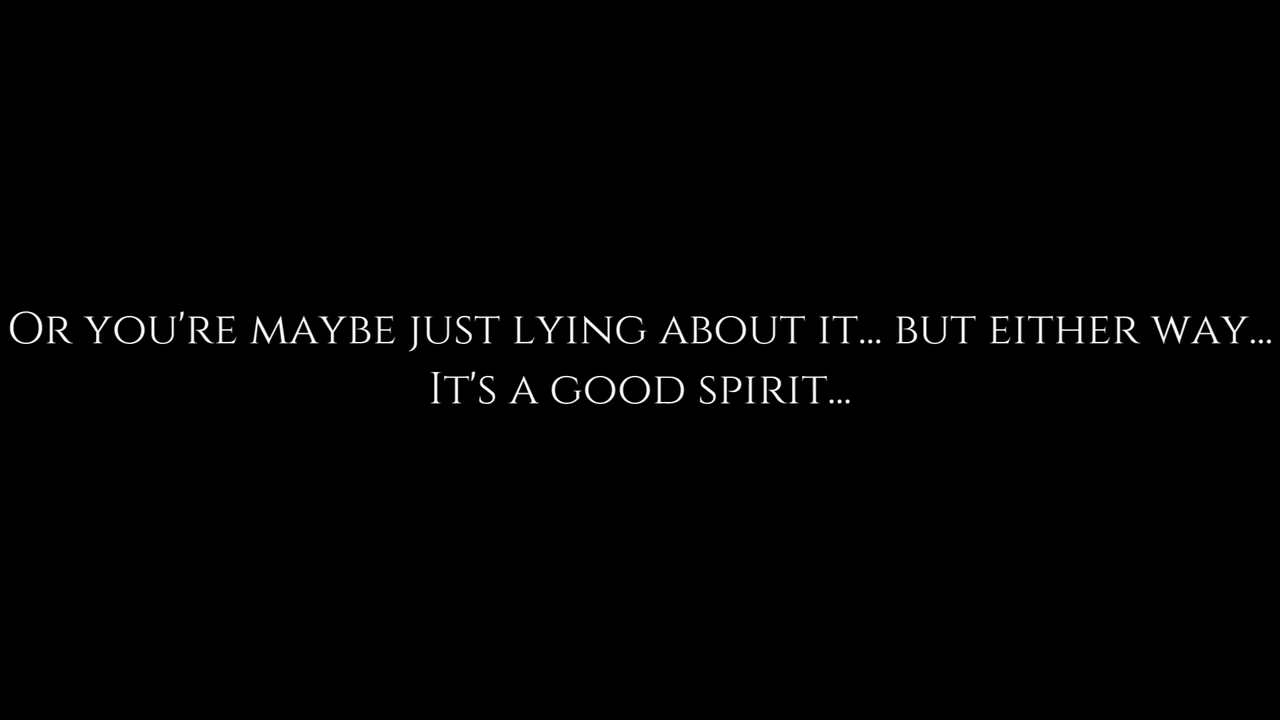 Or you're maybe just lying about it... but either way...
It's a good spirit...